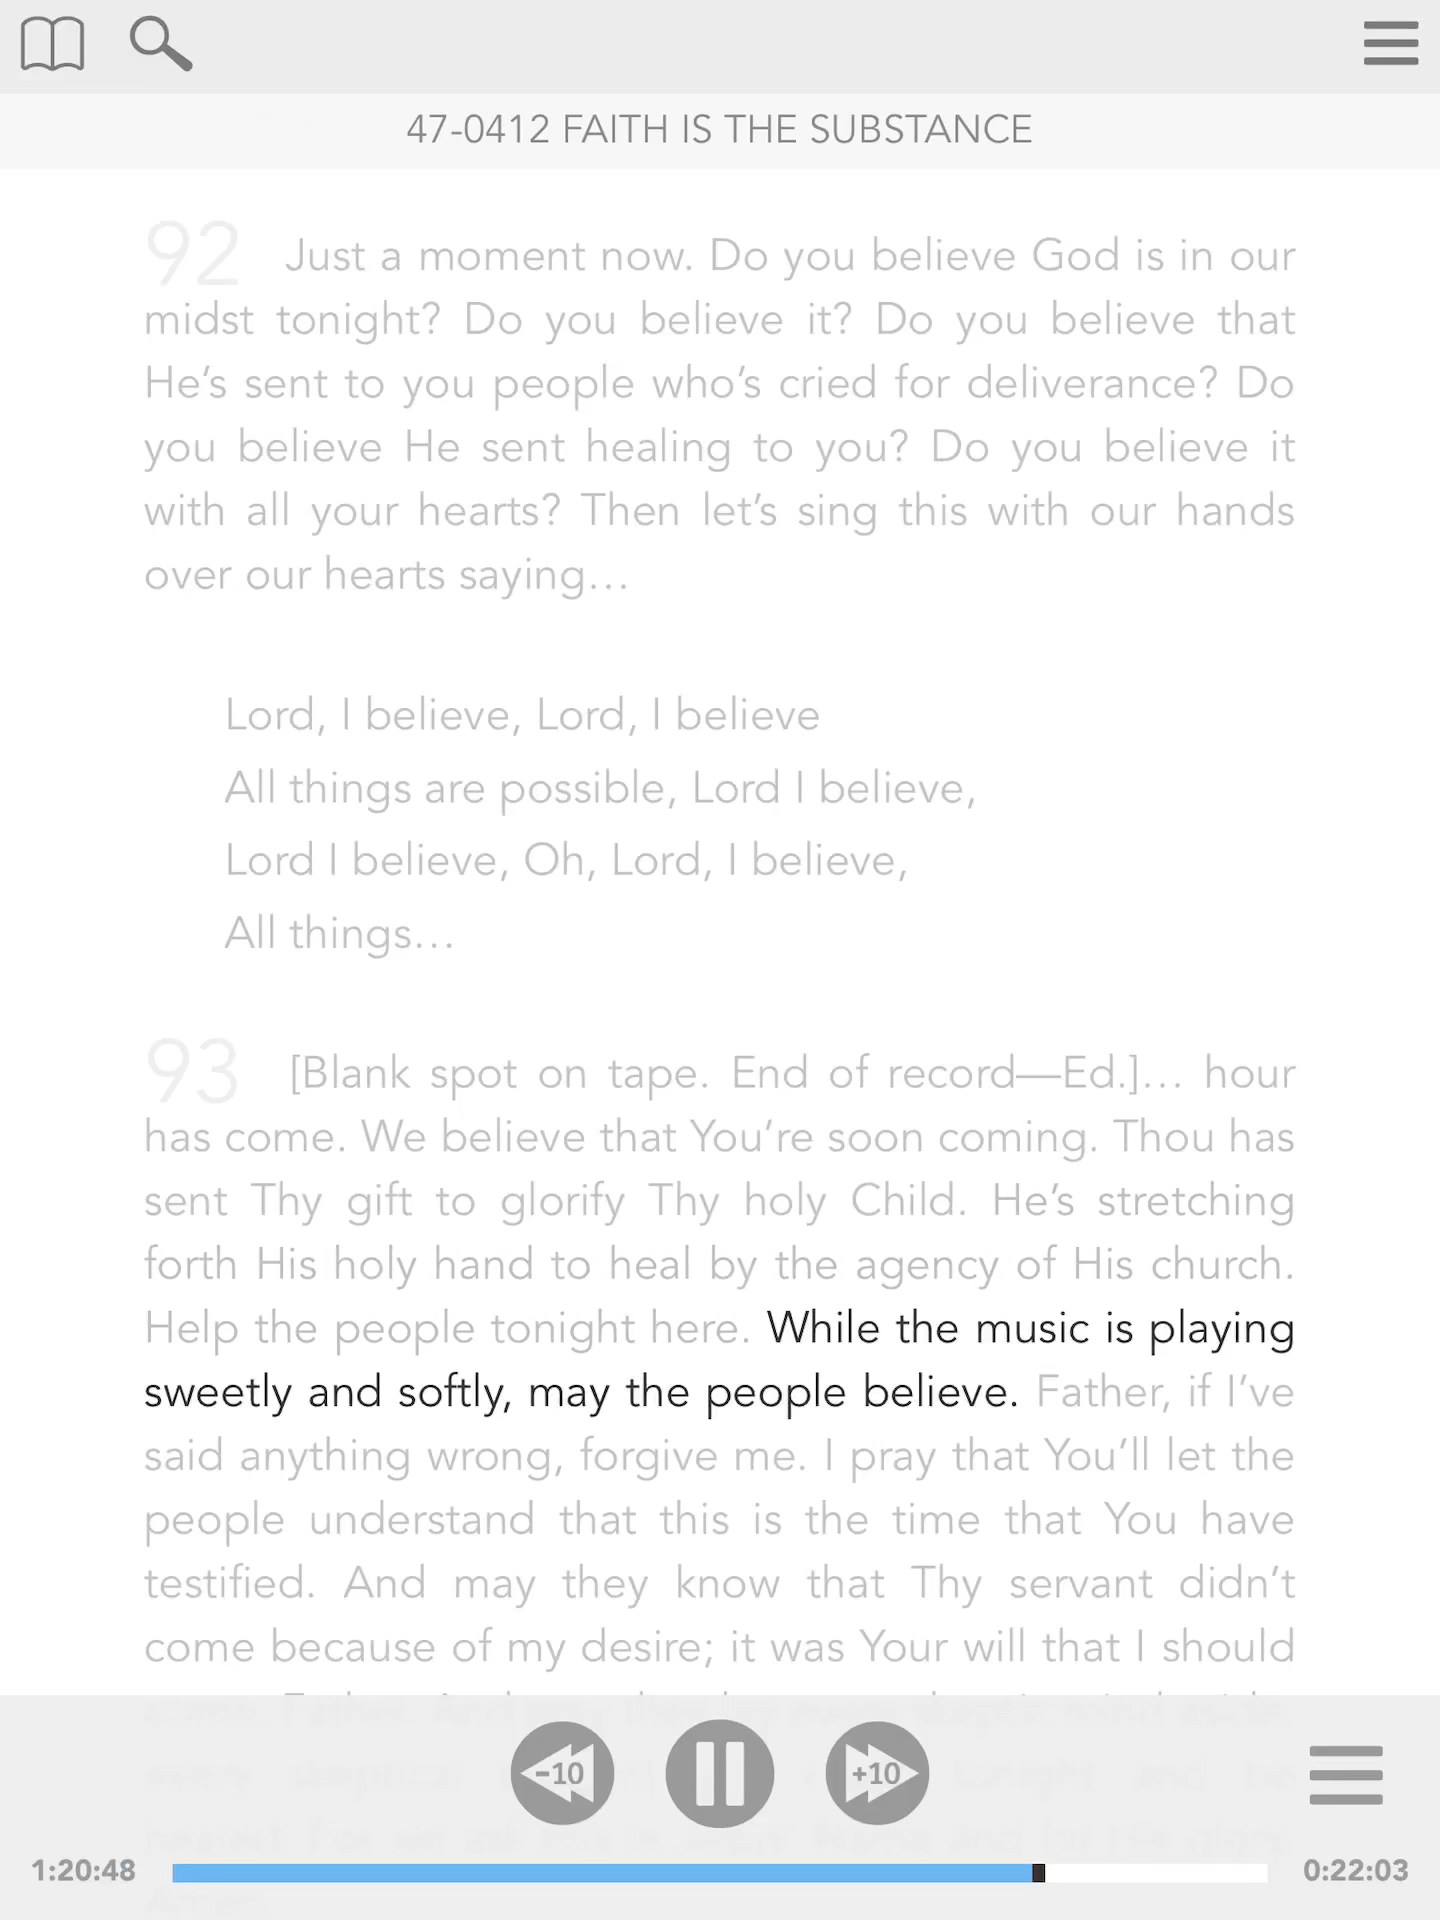 47-0412 FAITH IS THE SUBSTANCE
92 Just a moment now. Do you believe God is in our
midst tonight? Do you believe it? Do you believe that
He’s sent to you people who’s cried for deliverance? Do
you believe He sent healing to you? Do you believe it
with all your hearts? Then let’s sing this with our hands
over our hearts saying…
Lord, I believe, Lord, I believe
All things are possible, Lord I believe,
Lord I believe, Oh, Lord, I believe,
All things…
93 [Blank spot on tape. End of record—Ed.]… hour
has come. We believe that You’re soon coming. Thou has
sent Thy gift to glorify Thy holy Child. He’s stretching
forth His holy hand to heal by the agency of His church.
Help the people tonight here. While the music is playing
sweetly and softly, may the people believe. Father, if I’ve
said anything wrong, forgive me. I pray that You’ll let the
people understand that this is the time that You have
testified. And may they know that Thy servant didn’t
come because of my desire; it was Your will that I should
-10 +10
1:20:48 0:22:03